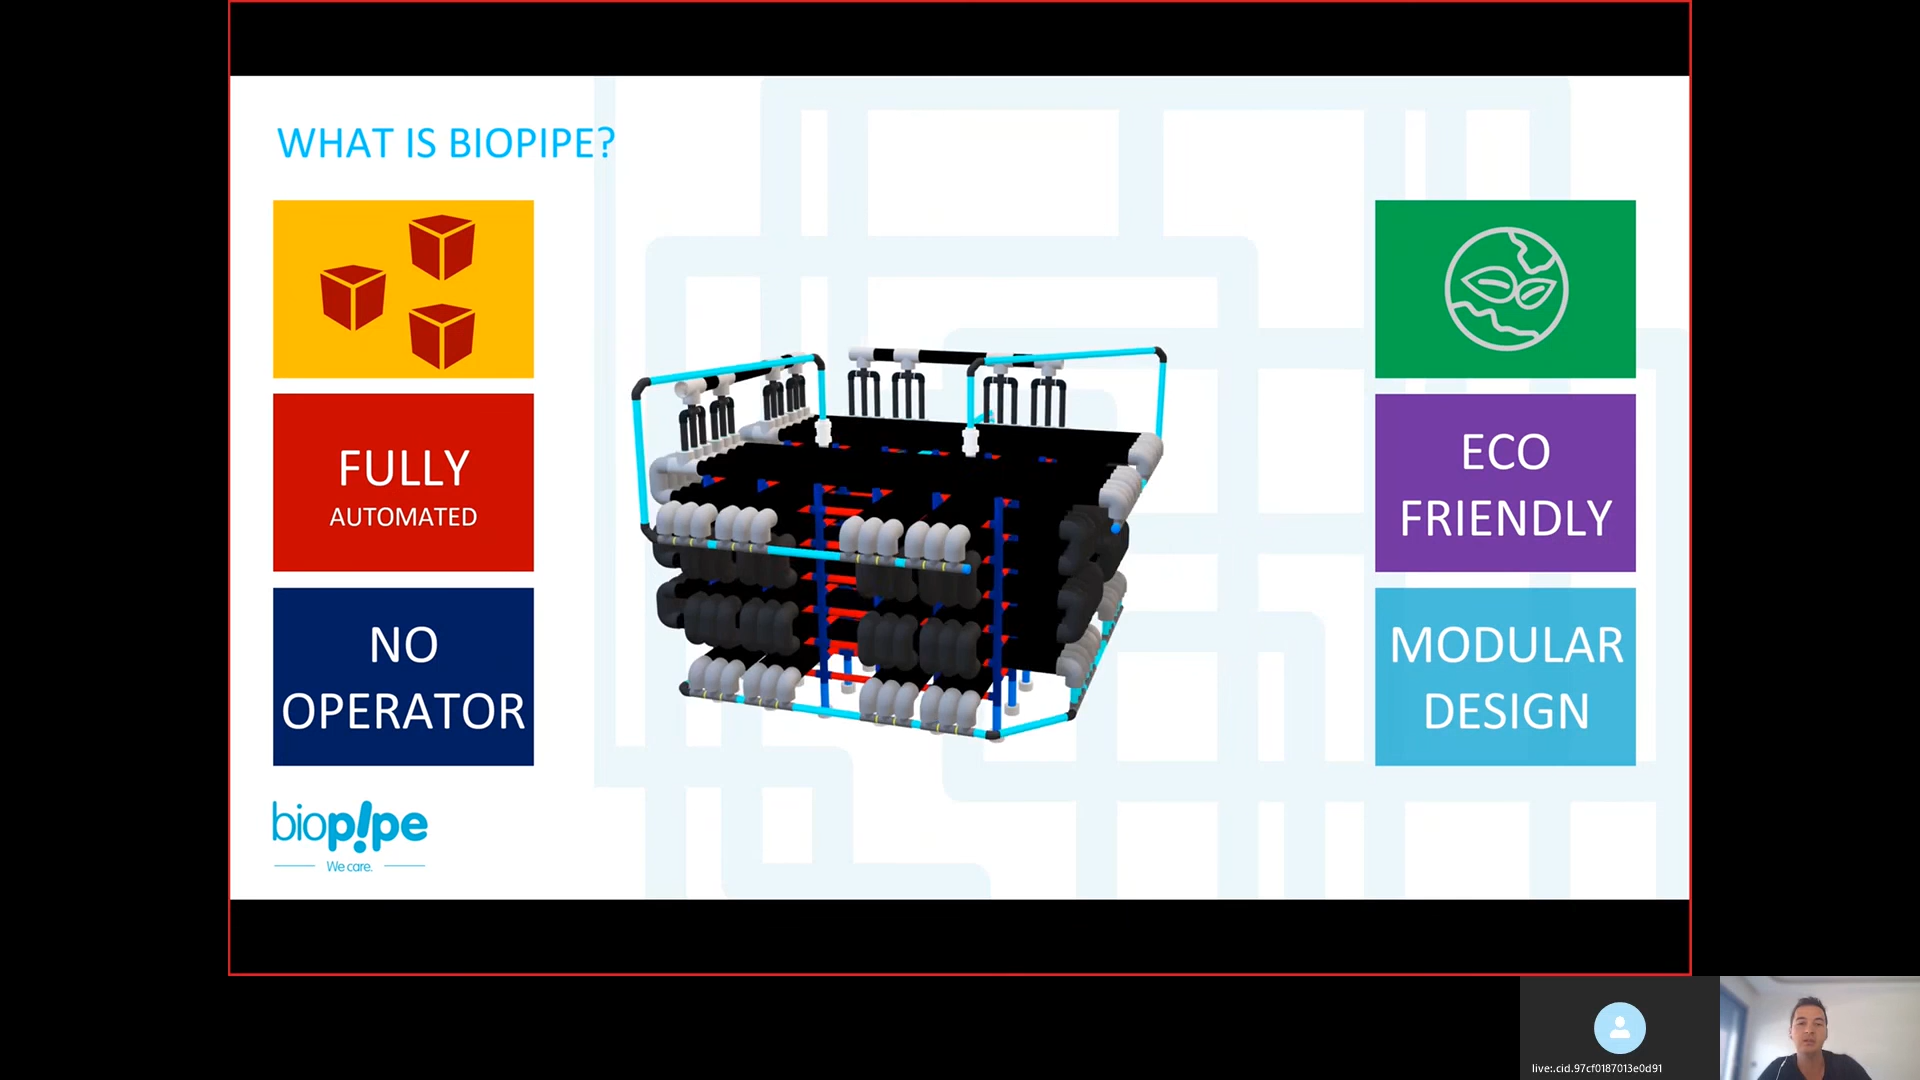 WHAT IS BIOPIPE?
FULLY
AUTOMATED
NO
OPERATOR
ECO
FRIENDLY
MODULAR
DESIGN
biop!pe
We care.
live:.cid.97cf0187013e0d91